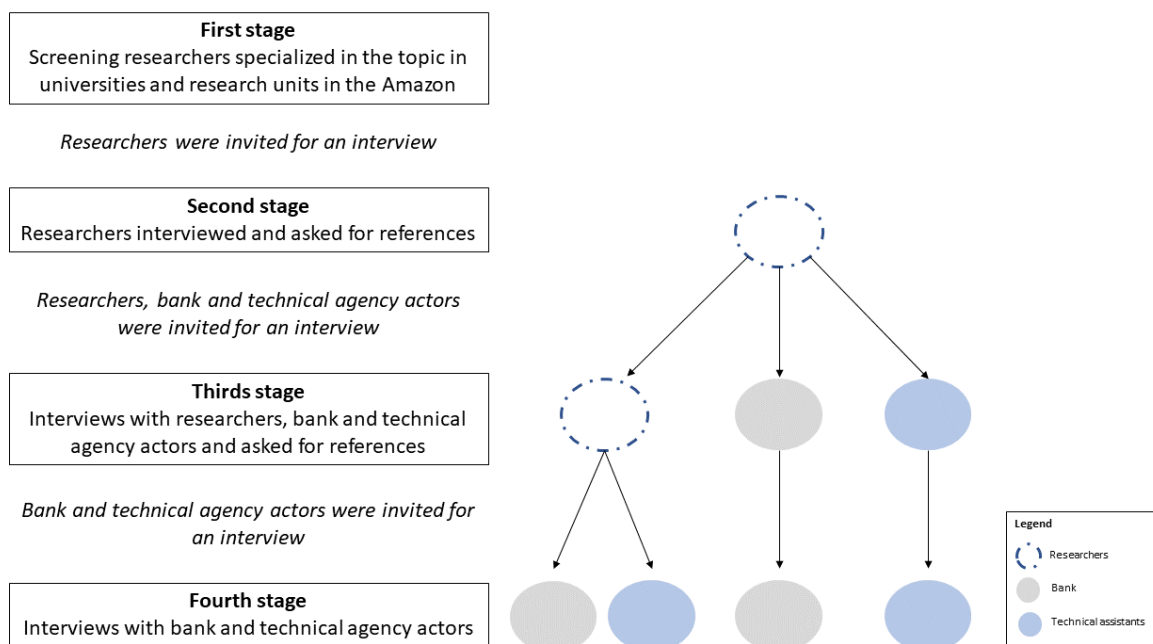 First stage
Screening researchers specialized in the topic in
universities and research units in the Amazon
Researchers were invited for an interview
Second stage
Researchers interviewed and asked for references
Researchers, bank and technical agency actors
were invited for an interview
Thirds stage
Interviews with researchers, bank and technical
agency actors and asked for references
Bank and technical agency actors were invited for
an interview
Fourth stage
Interviews with bank and technical agency actors
Legend
Researchers
Bank
Technical assistants